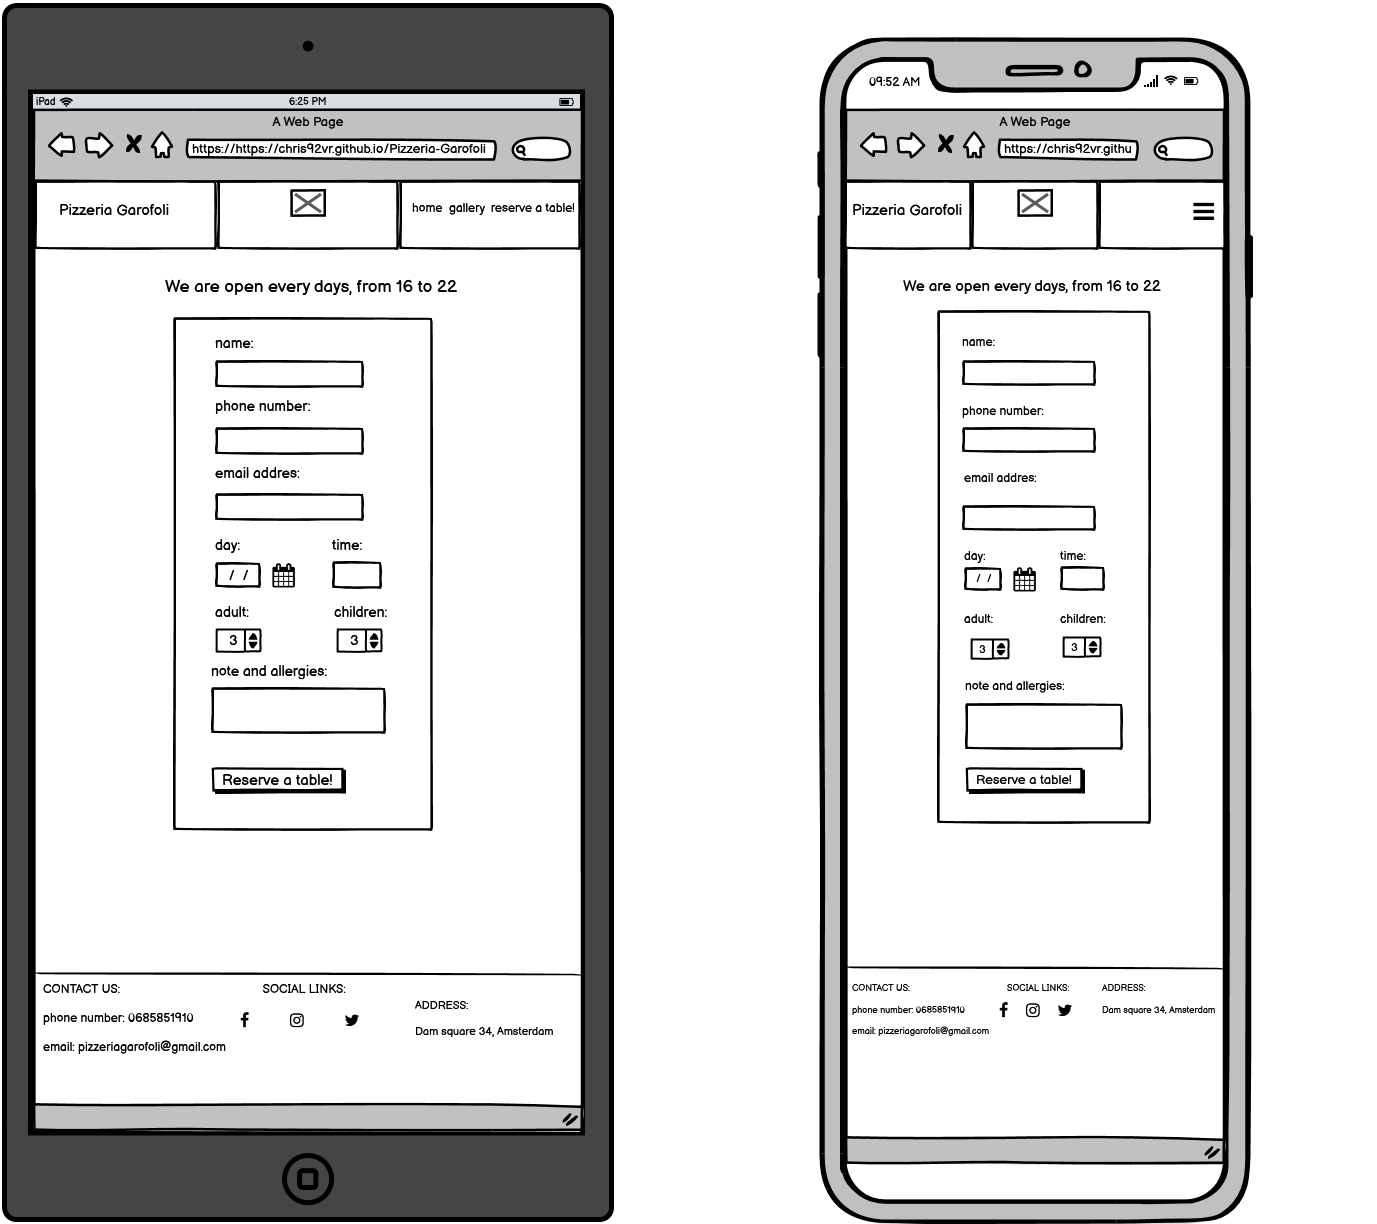 iPad
6:25 PM
A Web Page
https://https://chris92vr.github.io/Pizzeria-Garofoli
Pizzeria Garofoli
home gallery reserve a table!
We are open every days, from 16 to 22
name:
phone number:
email addres:
day:
time:
/ /
adult:
children:
3
3
note and allergies:
Reserve a table!
CONTACT US:
SOCIAL LINKS:
ADDRESS:
phone number: 0685851910
Dam square 34, Amsterdam
email: pizzeriagarofoli@gmail.com
09:52 AM
A Web Page
https://chris92vr.githu
Pizzeria Garofoli
We are open every days, from 16 to 22
name:
phone number:
email addres:
day:
time:
/ /
adult:
children:
3
3
note and allergies:
Reserve a table!
CONTACT US:
SOCIAL LINKS:
ADDRESS:
phone number: 0685851910
Dam square 34, Amsterdam
email: pizzeriagarofoli@gmail.com